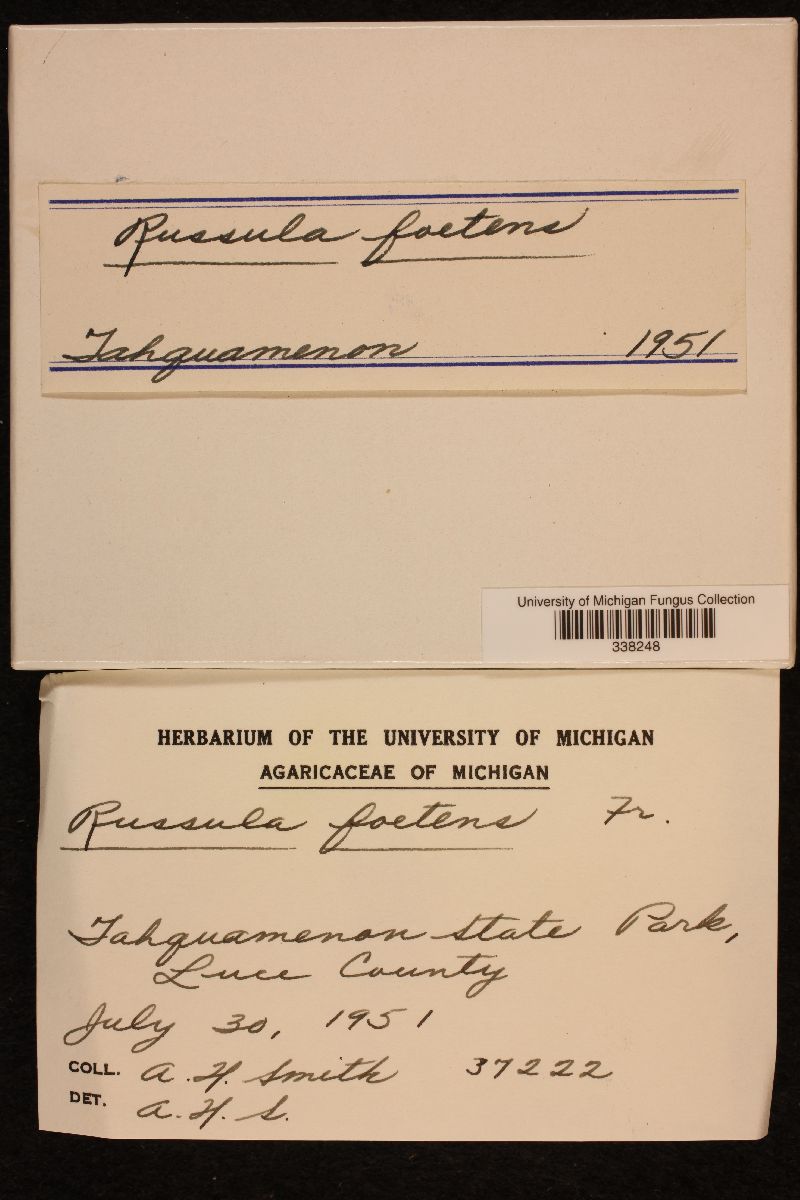 Russula foetens
Tahquamenon 1951
University of Michigan Fungus Collection
338248
HERBARIUM OF THE UNIVERSITY OF MICHIGAN
AGARICACEAE OF MICHIGAN
Russula foetens Fr.
Tahquamenon State Park,
Luce County
July 30, 1951
COLL. A. H. Smith 37222
DET. A. H. S.